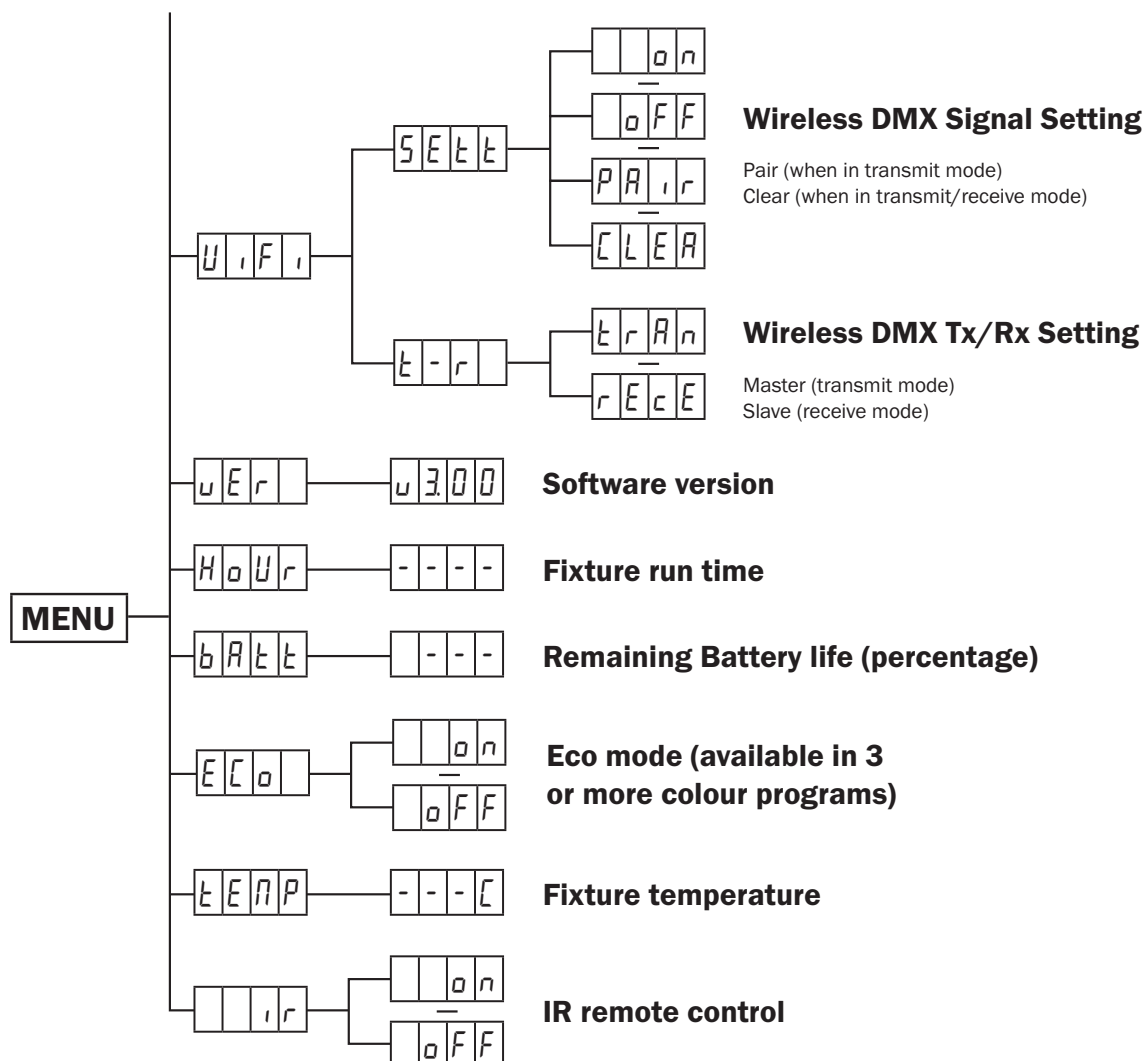 on
oFF
PAir
CLEA
SEtt
Wireless DMX Signal Setting
Pair (when in transmit mode)
Clear (when in transmit/receive mode)
UiFi
t-r
trAn
rEcE
Wireless DMX Tx/Rx Setting
Master (transmit mode)
Slave (receive mode)
vEr
v3.00
Software version
HoUr
----
Fixture run time
MENU
bAtt
---
Remaining Battery life (percentage)
ECo
on
oFF
Eco mode (available in 3
or more colour programs)
tEMP
---C
Fixture temperature
ir
on
oFF
IR remote control